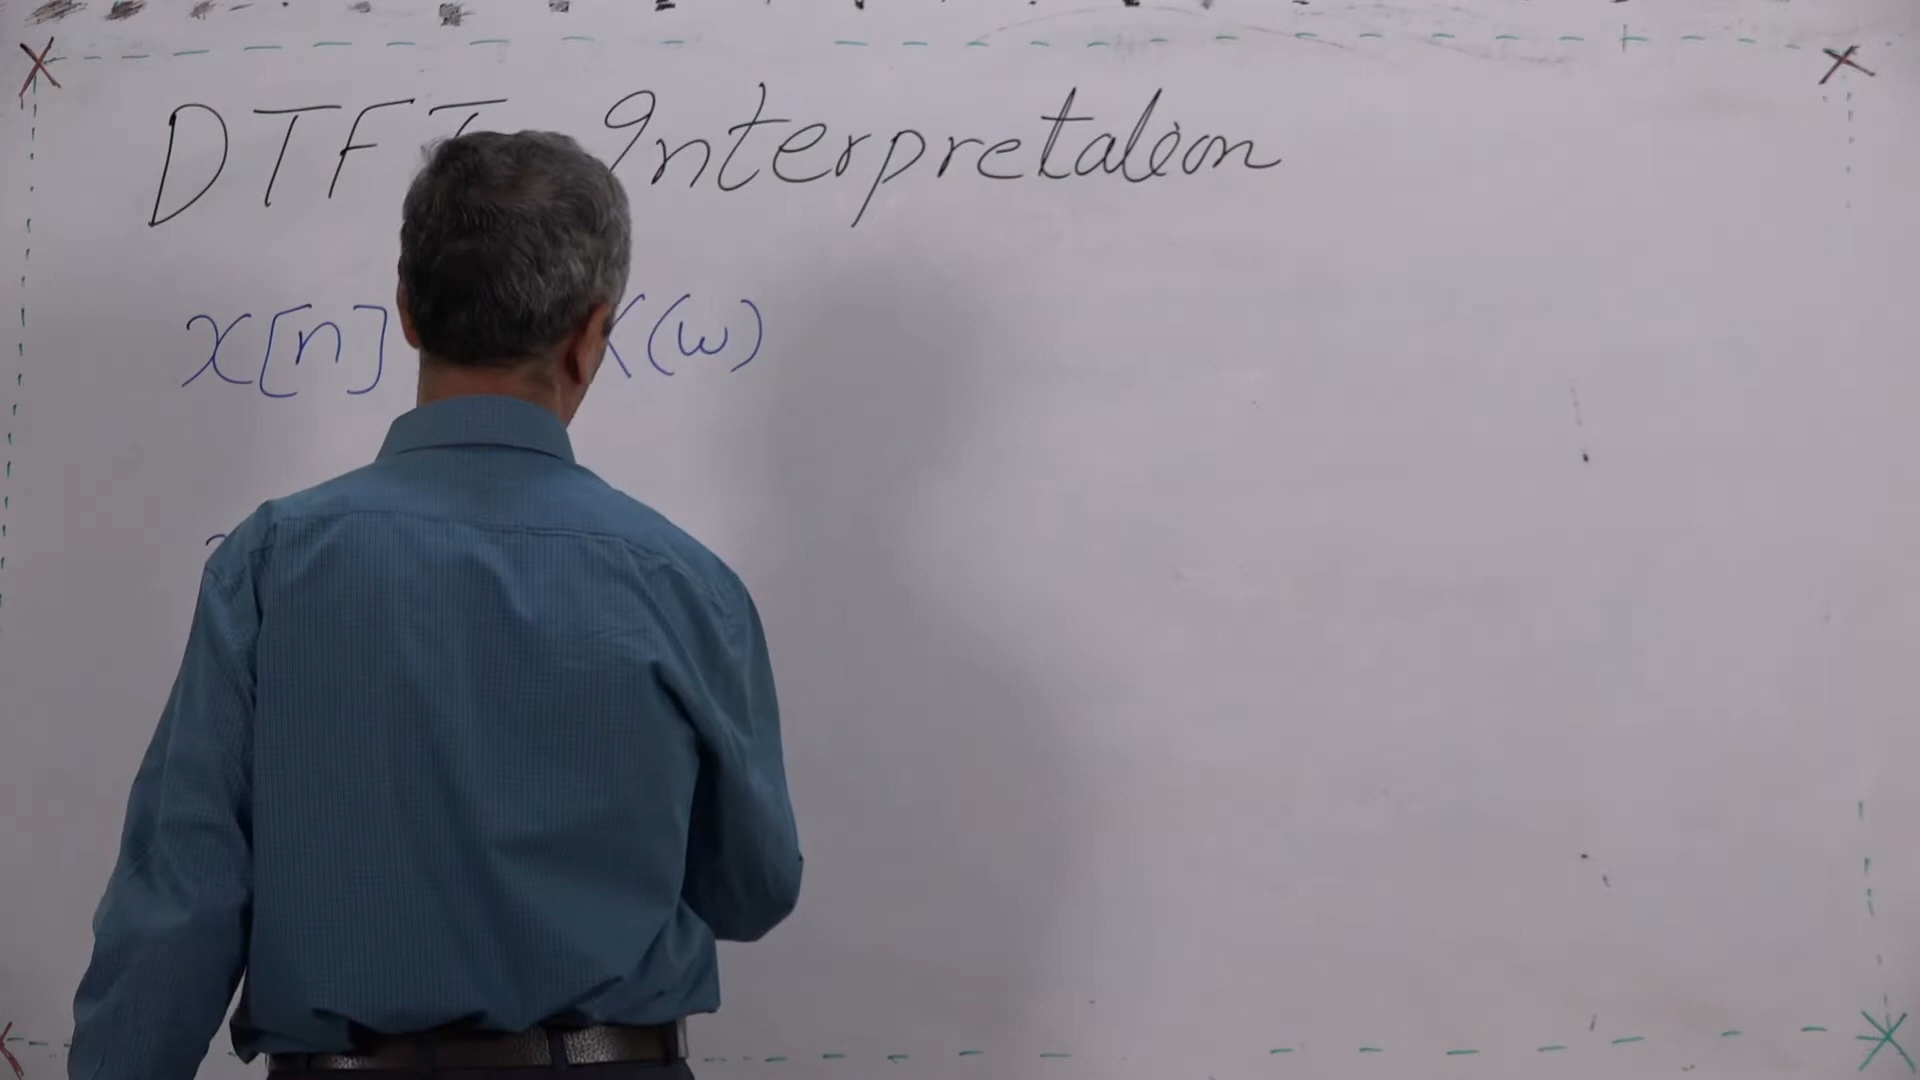 DTFT Interpretation
x[n] X(ω)